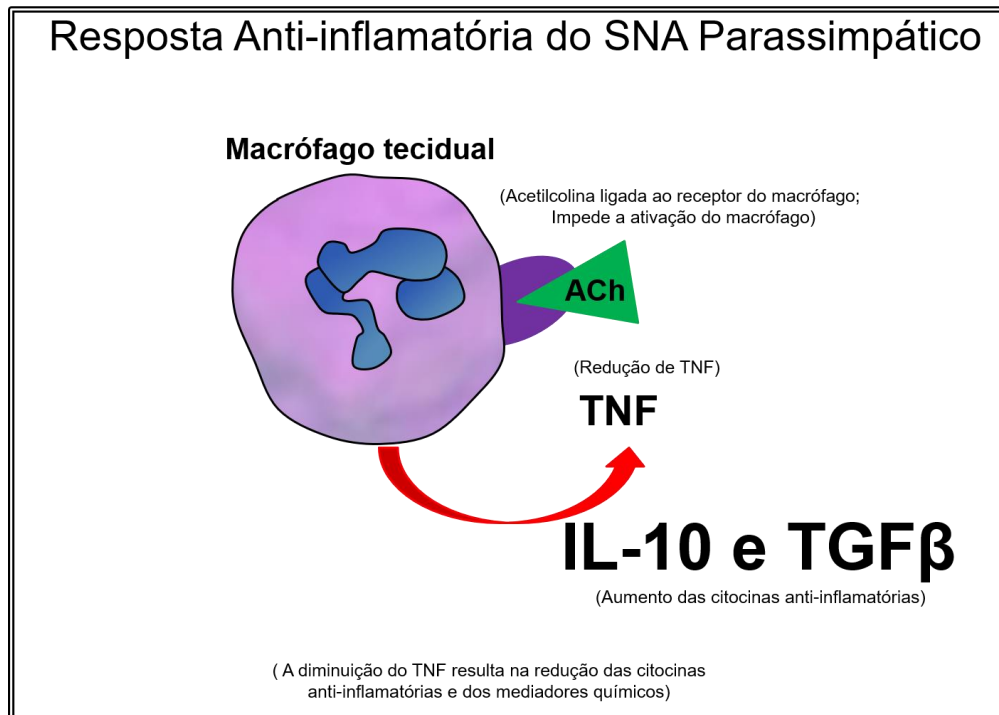 Resposta Anti-inflamatória do SNA Parassimpático
Macrófago tecidual
(Acetilcolina ligada ao receptor do macrófago;
Impede a ativação do macrófago)
ACh
(Redução de TNF)
TNF
IL-10 e TGFβ
(Aumento das citocinas anti-inflamatórias)
( A diminuição do TNF resulta na redução das citocinas
anti-inflamatórias e dos mediadores químicos)